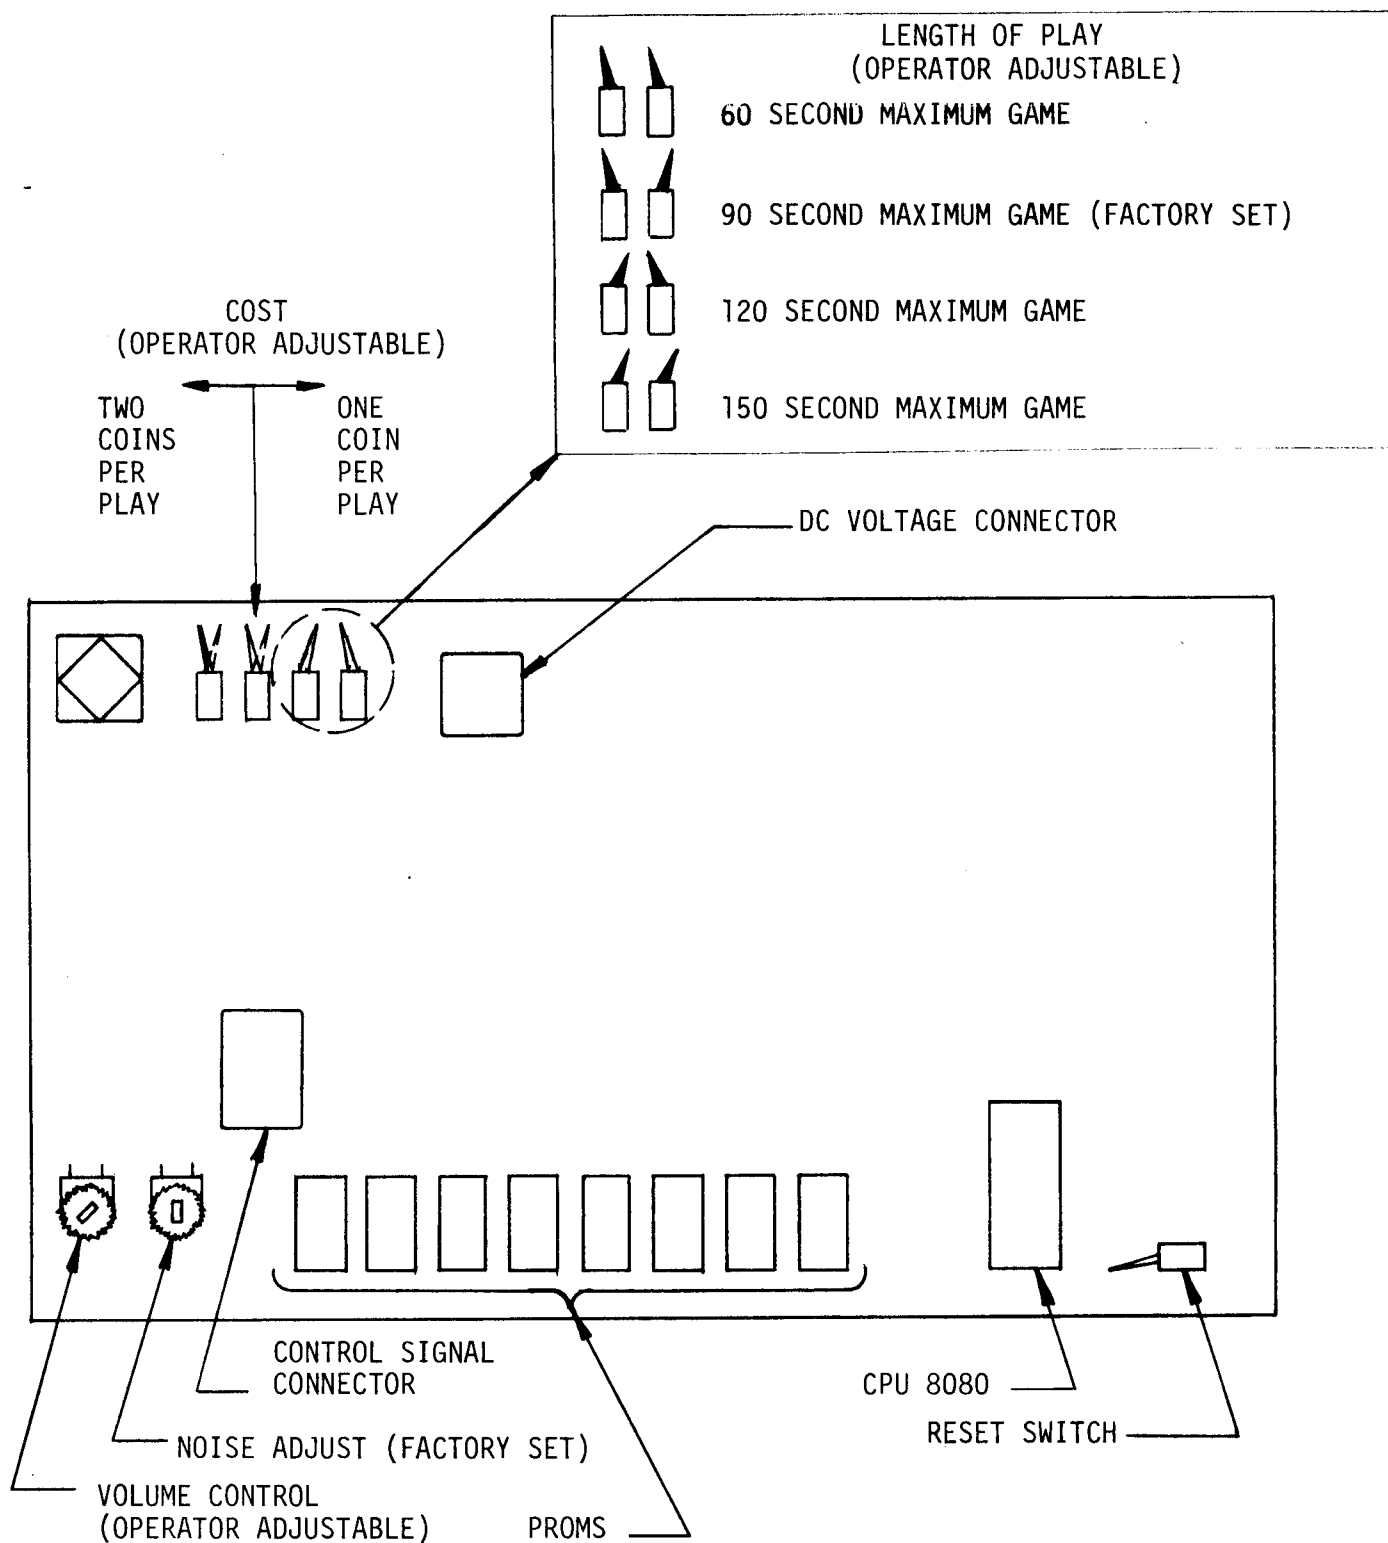 LENGTH OF PLAY
(OPERATOR ADJUSTABLE)
60 SECOND MAXIMUM GAME
90 SECOND MAXIMUM GAME (FACTORY SET)
120 SECOND MAXIMUM GAME
150 SECOND MAXIMUM GAME
COST
(OPERATOR ADJUSTABLE)
TWO
COINS
PER
PLAY
ONE
COIN
PER
PLAY
DC VOLTAGE CONNECTOR
CONTROL SIGNAL
CONNECTOR
CPU 8080
RESET SWITCH
NOISE ADJUST (FACTORY SET)
VOLUME CONTROL
(OPERATOR ADJUSTABLE)
PROMS